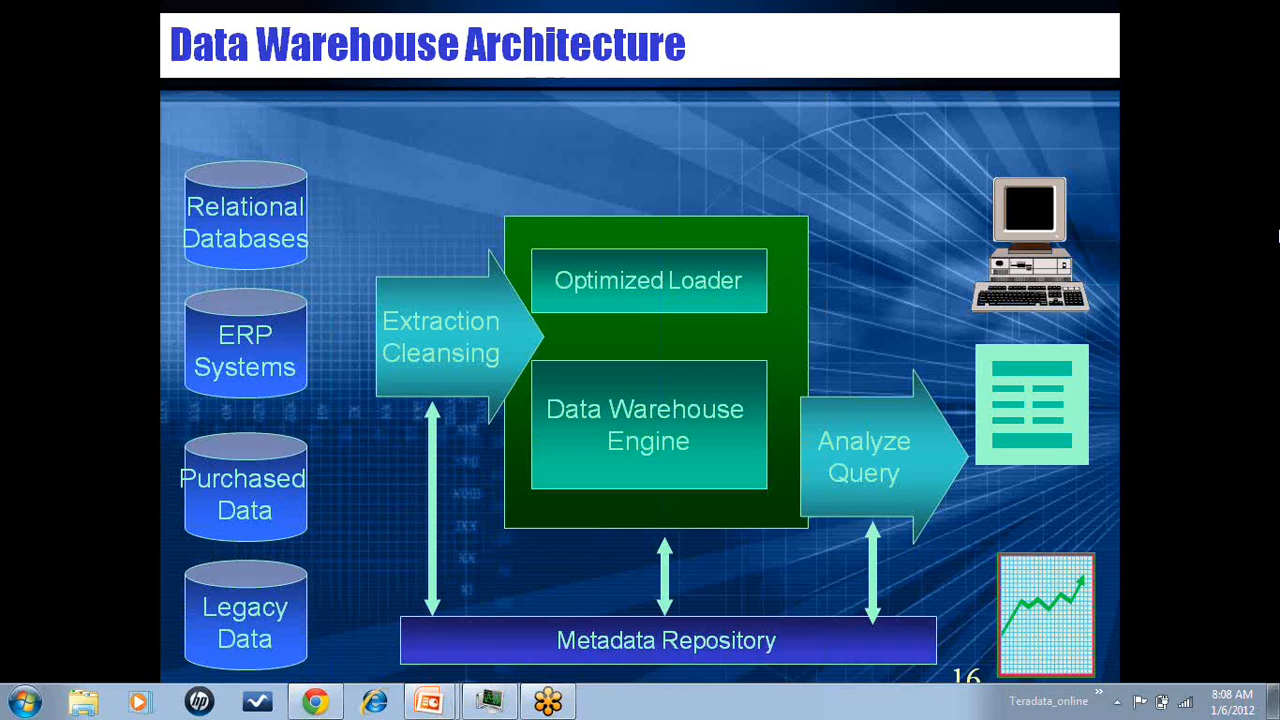 Data Warehouse Architecture
Relational
Databases
ERP
Systems
Purchased
Data
Legacy
Data
Extraction
Cleansing
Optimized Loader
Data Warehouse
Engine
Analyze
Query
Metadata Repository
16
Teradata_online
8:08 AM
1/6/2012